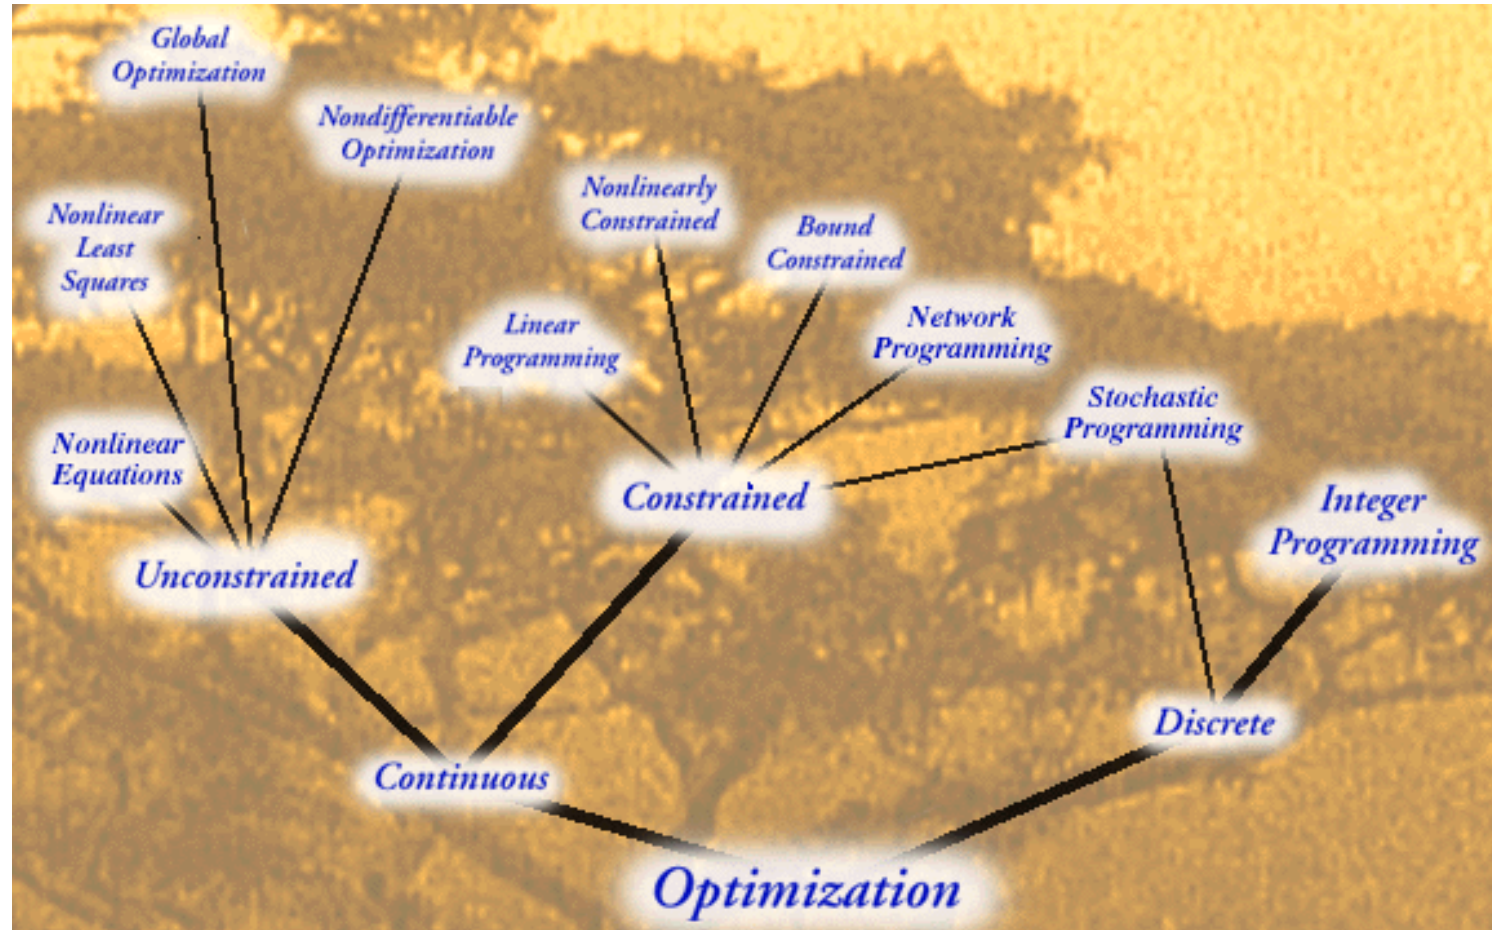 Global
Optimization
Nondifferentiable
Optimization
Nonlinear
Least
Squares
Nonlinearly
Constrained
Bound
Constrained
Linear
Programming
Network
Programming
Stochastic
Programming
Nonlinear
Equations
Constrained
Integer
Programming
Unconstrained
Discrete
Continuous
Optimization